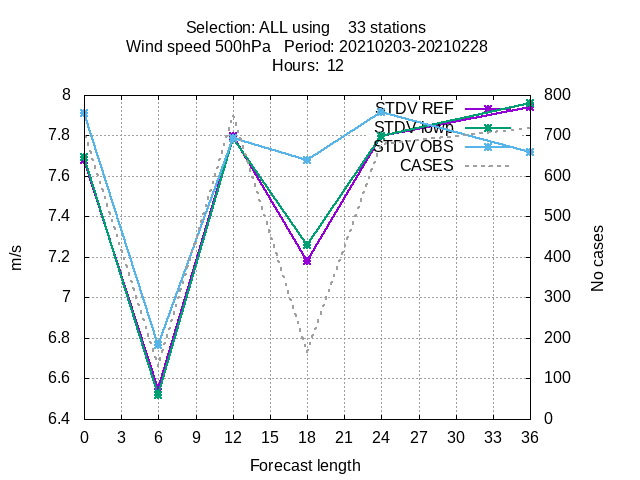 Selection: ALL using 33 stations
Wind speed 500hPa Period: 20210203-20210228
Hours: 12
8 800
STDV REF
7.8 700
STDV lowp
STDV OBS
CASES
7.6 600
7.4 500
7.2 400
7 300
6.8 200
6.6 100
6.4 0
m/s
No cases
0 3 6 9 12 15 18 21 24 27 30 33 36
Forecast length